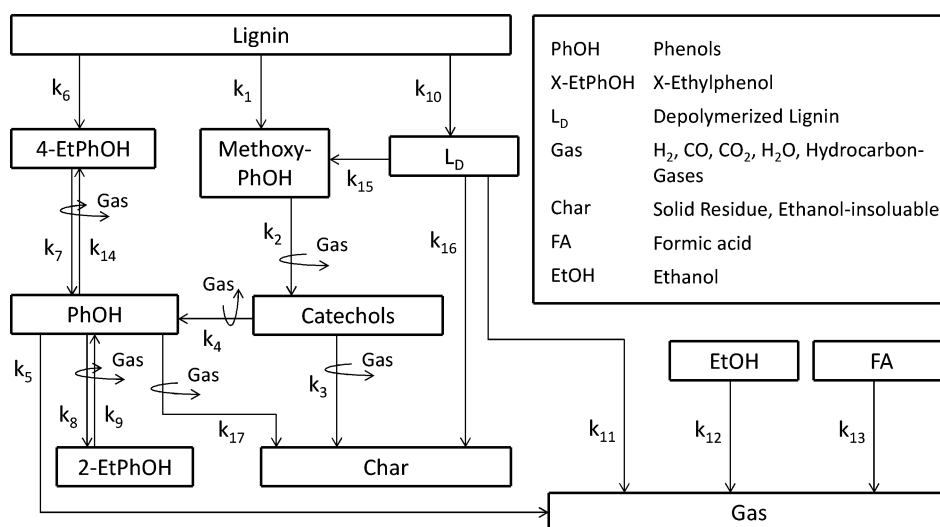 Lignin
k6
k1
k10
4-EtPhOH
Methoxy-
PhOH
LD
k15
Gas
k7
k14
k2
Gas
k16
Gas
PhOH
Catechols
k4
k5
Gas
k8
k9
Gas
k17
k3
Gas
2-EtPhOH
Char
EtOH
FA
k11
k12
k13
Gas
PhOH Phenols
X-EtPhOH X-Ethylphenol
LD Depolymerized Lignin
Gas H2, CO, CO2, H2O, Hydrocarbon-
Gases
Char Solid Residue, Ethanol-insoluable
FA Formic acid
EtOH Ethanol